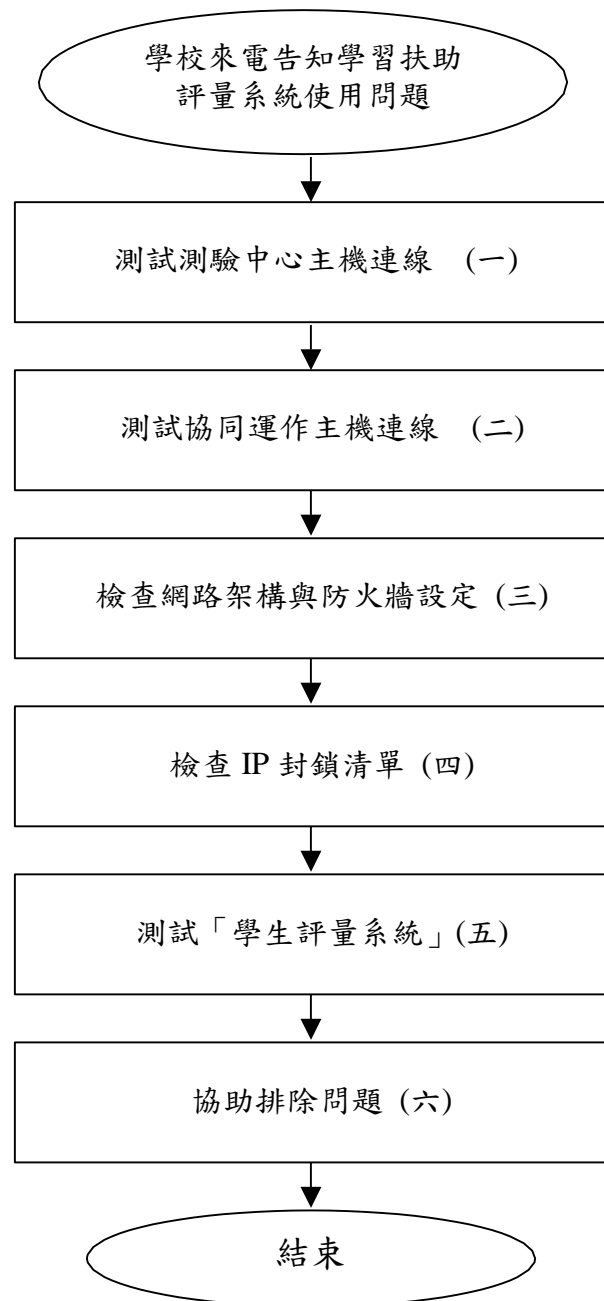 學校來電告知學習扶助
評量系統使用問題
測試測驗中心主機連線 (一)
測試協同運作主機連線 (二)
檢查網路架構與防火牆設定 (三)
檢查 IP 封鎖清單 (四)
測試「學生評量系統」(五)
協助排除問題 (六)
結束